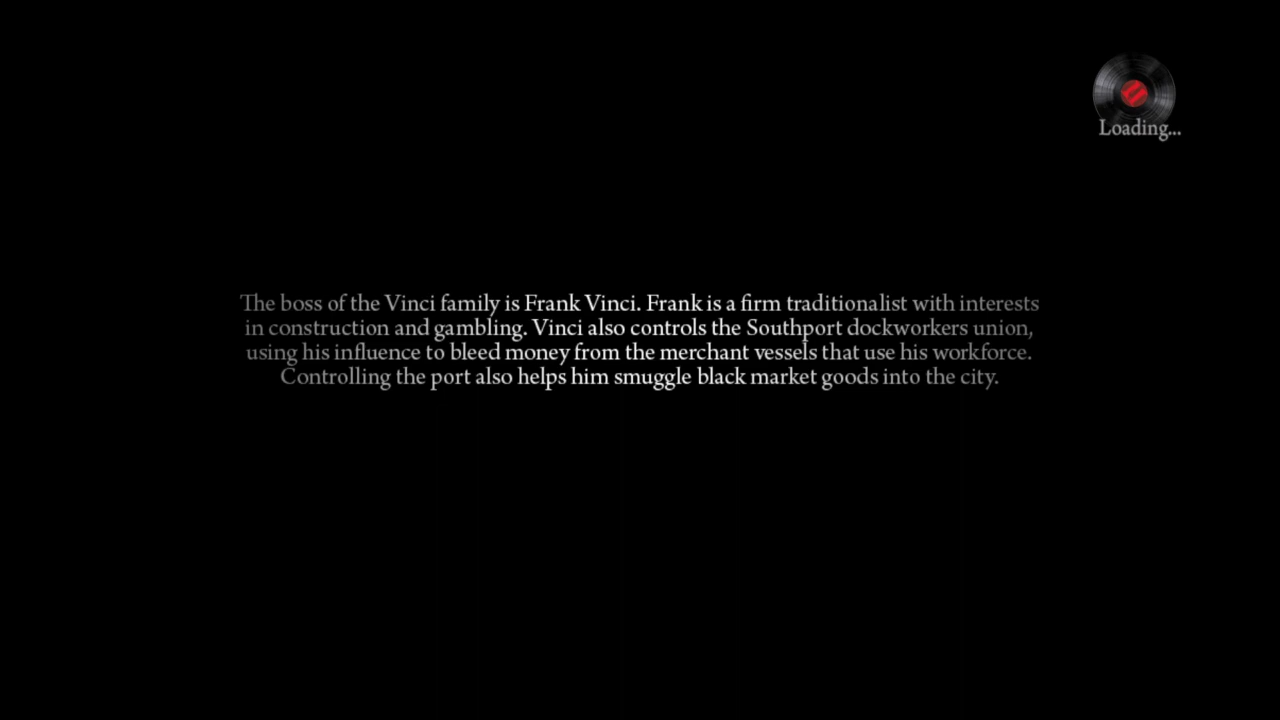 Loading...
The boss of the Vinci family is Frank Vinci. Frank is a firm traditionalist with interests
in construction and gambling. Vinci also controls the Southport dockworkers union,
using his influence to bleed money from the merchant vessels that use his workforce.
Controlling the port also helps him smuggle black market goods into the city.